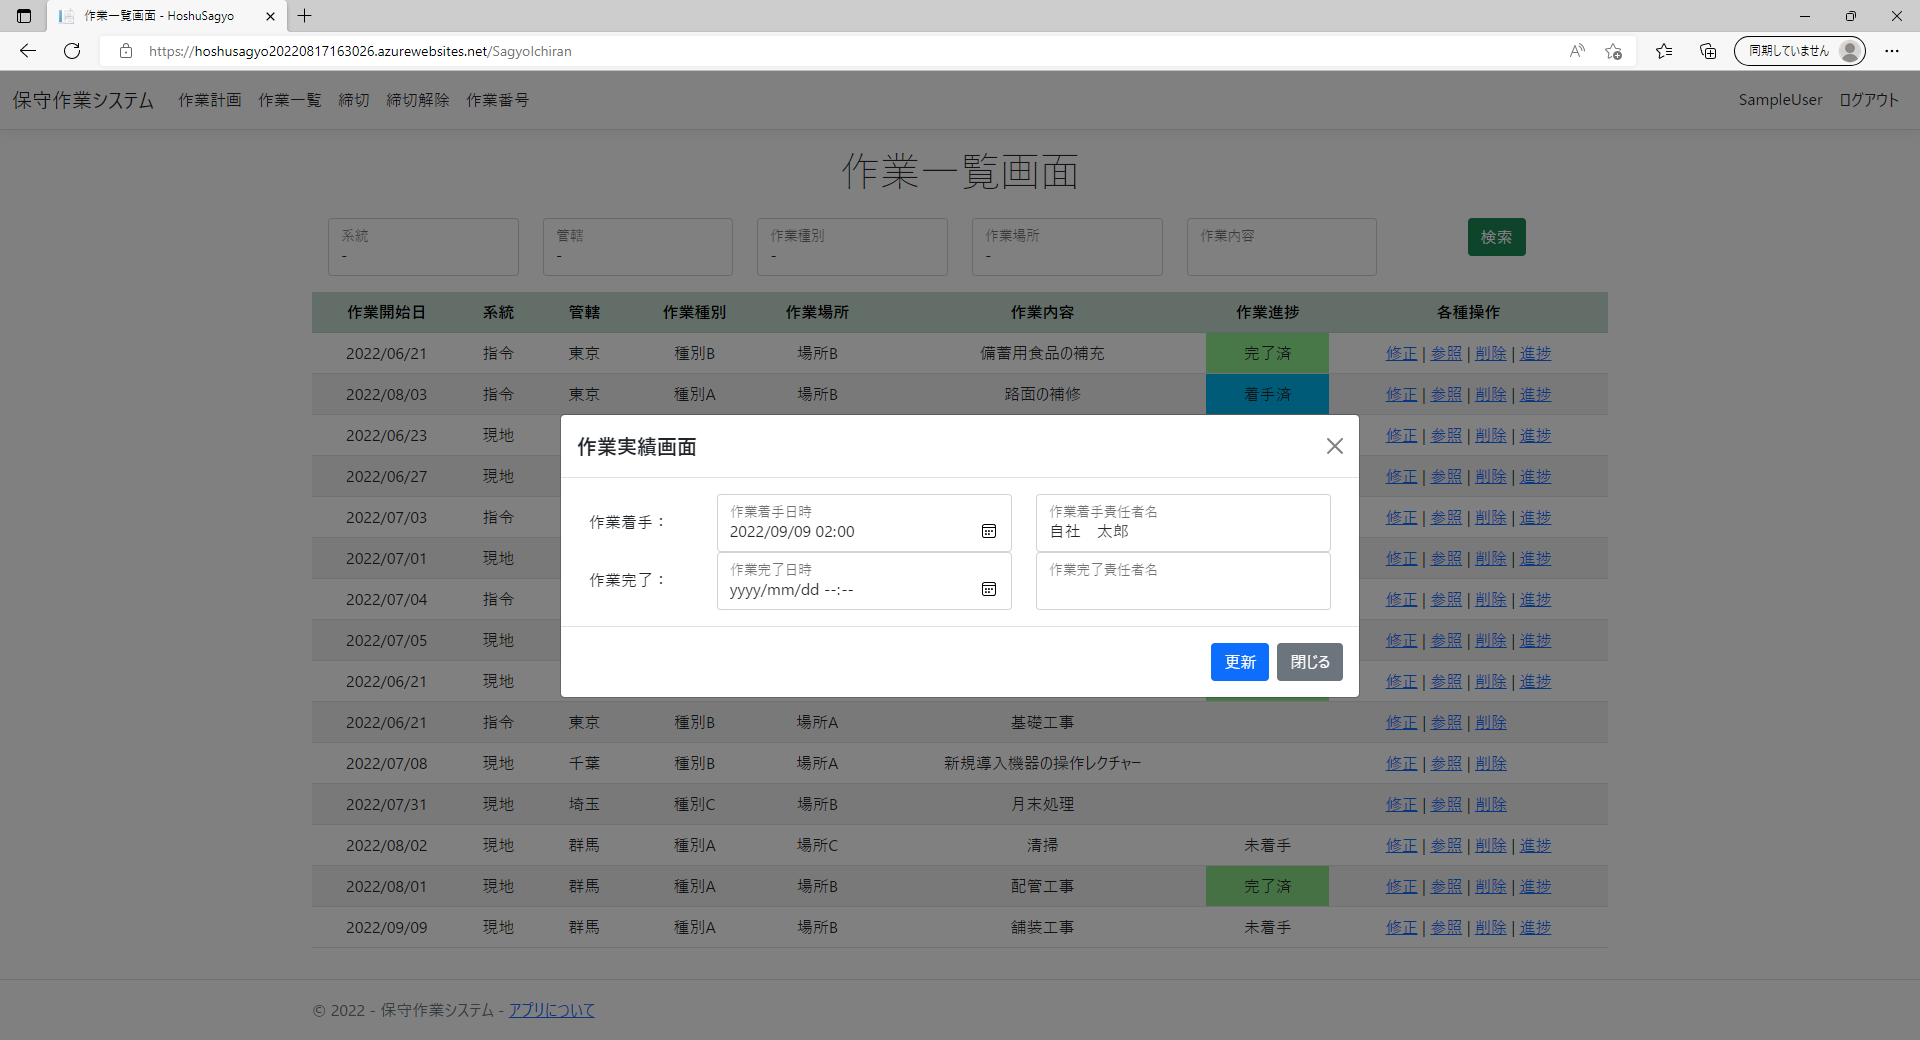 作業一覧画面 - HoshuSagyo
https://hoshusagyo20220817163026.azurewebsites.net/SagyoIchiran
同期していません
保守作業システム 作業計画 作業一覧 締切 締切解除 作業番号 SampleUser ログアウト
作業一覧画面
系統 管轄 作業種別 作業場所 作業内容 検索
- - - -
作業開始日 系統 管轄 作業種別 作業場所 作業内容 作業進捗 各種操作
2022/06/21 指令 東京 種別B 場所B 備蓄用食品の補充 完了済 修正 | 参照 | 削除 | 進捗
2022/08/03 指令 東京 種別A 場所B 路面の補修 着手済 修正 | 参照 | 削除 | 進捗
2022/06/23 現地 修正 | 参照 | 削除 | 進捗
2022/06/27 現地 修正 | 参照 | 削除 | 進捗
2022/07/03 指令 修正 | 参照 | 削除 | 進捗
2022/07/01 現地 修正 | 参照 | 削除 | 進捗
2022/07/04 指令 修正 | 参照 | 削除 | 進捗
2022/07/05 現地 修正 | 参照 | 削除 | 進捗
2022/06/21 現地 修正 | 参照 | 削除 | 進捗
2022/06/21 指令 東京 種別B 場所A 基礎工事 修正 | 参照 | 削除
2022/07/08 現地 千葉 種別B 場所A 新規導入機器の操作レクチャー 修正 | 参照 | 削除
2022/07/31 現地 埼玉 種別C 場所B 月末処理 修正 | 参照 | 削除
2022/08/02 現地 群馬 種別A 場所C 清掃 未着手 修正 | 参照 | 削除 | 進捗
2022/08/01 現地 群馬 種別A 場所B 配管工事 完了済 修正 | 参照 | 削除 | 進捗
2022/09/09 現地 群馬 種別A 場所B 舗装工事 未着手 修正 | 参照 | 削除 | 進捗
作業実績画面
作業着手：
作業着手日時
2022/09/09 02:00
作業着手責任者名
自社　太郎
作業完了：
作業完了日時
yyyy/mm/dd --:--
作業完了責任者名
更新 閉じる
© 2022 - 保守作業システム - アプリについて